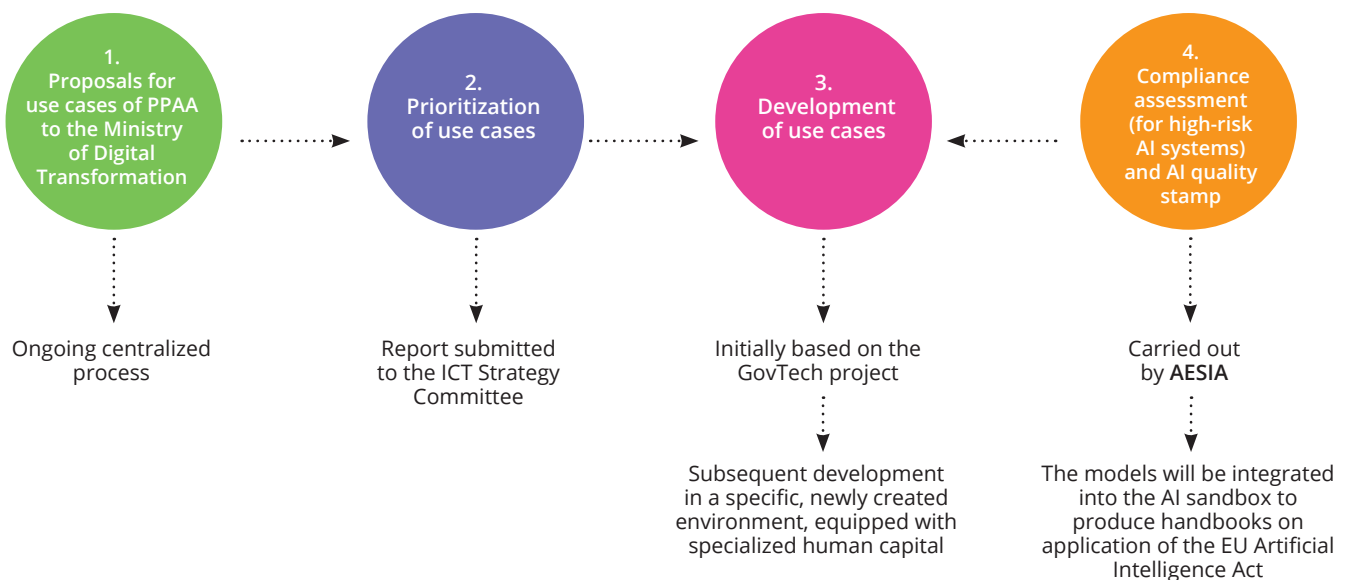 1.
Proposals for
use cases of PPAA
to the Ministry
of Digital
Transformation
2.
Prioritization
of use cases
3.
Development
of use cases
4.
Compliance
assessment
(for high-risk
AI systems)
and AI quality
stamp
Ongoing centralized
process
Report submitted
to the ICT Strategy
Committee
Initially based on the
GovTech project
Carried out
by AESIA
Subsequent development
in a specific, newly created
environment, equipped with
specialized human capital
The models will be integrated
into the AI sandbox to
produce handbooks on
application of the EU Artificial
Intelligence Act